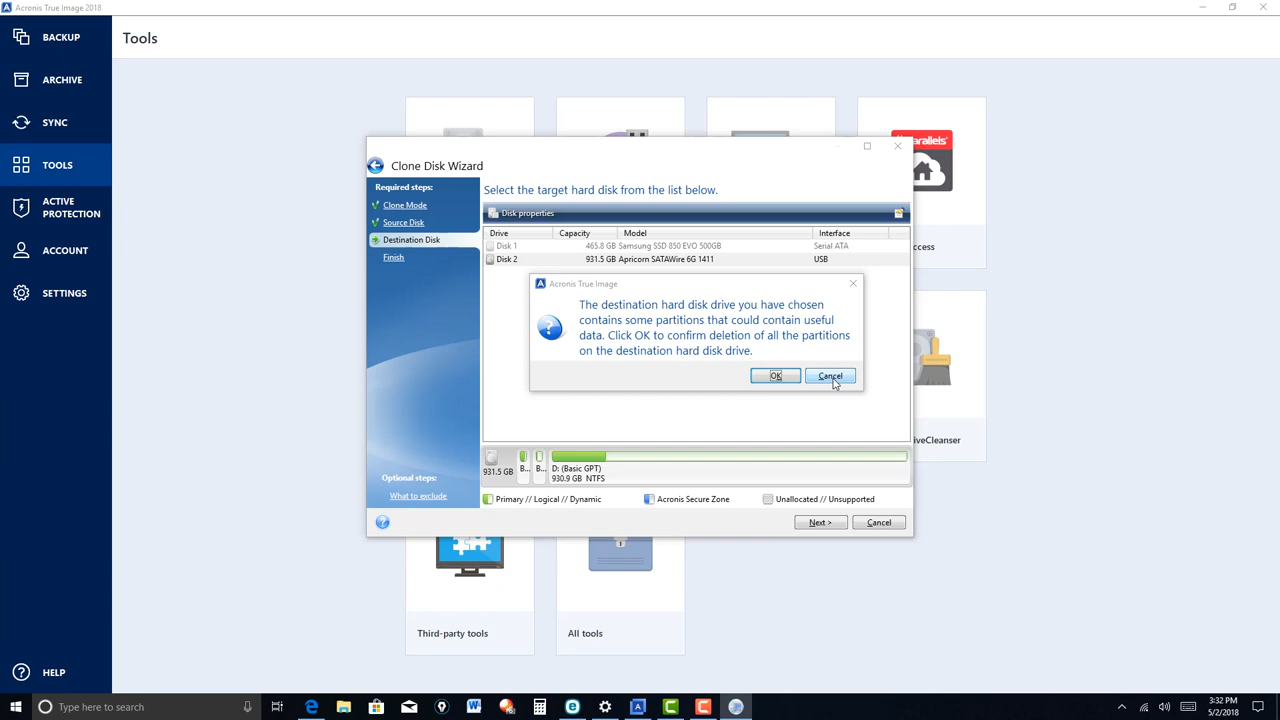 Acronis True Image 2018
BACKUP
Tools
ARCHIVE
SYNC
TOOLS
ACTIVE
PROTECTION
ACCOUNT
SETTINGS
HELP
Parallels
Clone Disk Wizard
Required steps:
Clone Mode
Source Disk
Destination Disk
Finish
Optional steps:
What to exclude
Select the target hard disk from the list below.
Disk properties
Drive Capacity Model Interface
Disk 1 465.8 GB Samsung SSD 850 EVO 500GB Serial ATA
Disk 2 931.5 GB Apricorn SATAWire 6G 1411 USB
Acronis True Image
The destination hard disk drive you have chosen
contains some partitions that could contain useful
data. Click OK to confirm deletion of all the partitions
on the destination hard disk drive.
OK Cancel
931.5 GB B... B... D: (Basic GPT)
930.9 GB NTFS
Primary // Logical // Dynamic Acronis Secure Zone Unallocated // Unsupported
Next > Cancel
cess
iveCleanser
Third-party tools
All tools
Type here to search
3:32 PM
5/2/2018